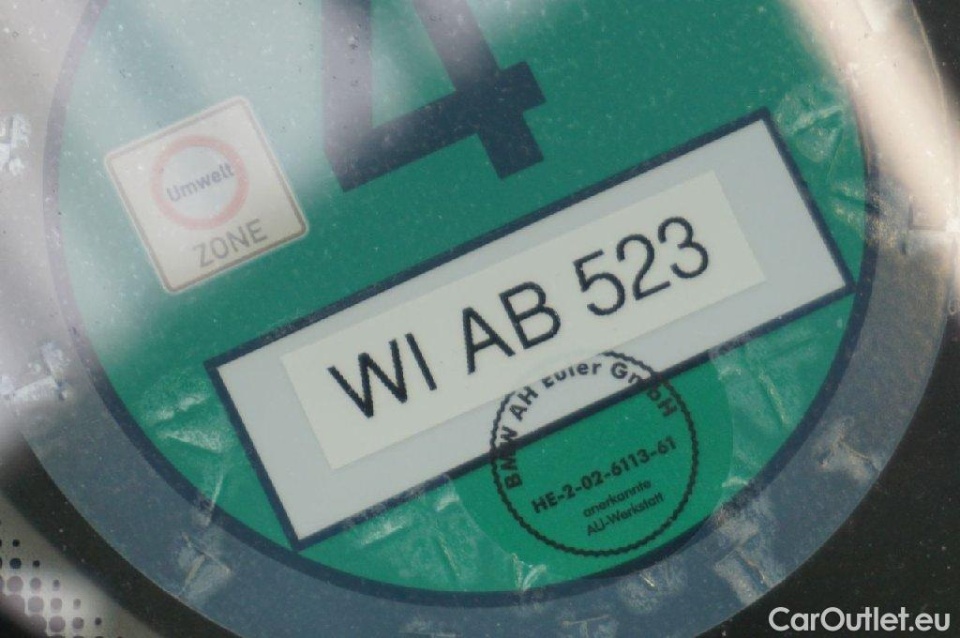 4
Umwelt
ZONE
WI AB 523
BMW AH Euler GmbH
HE-2-02-6113-61
anerkannte
AU-Werkstatt
CarOutlet.eu